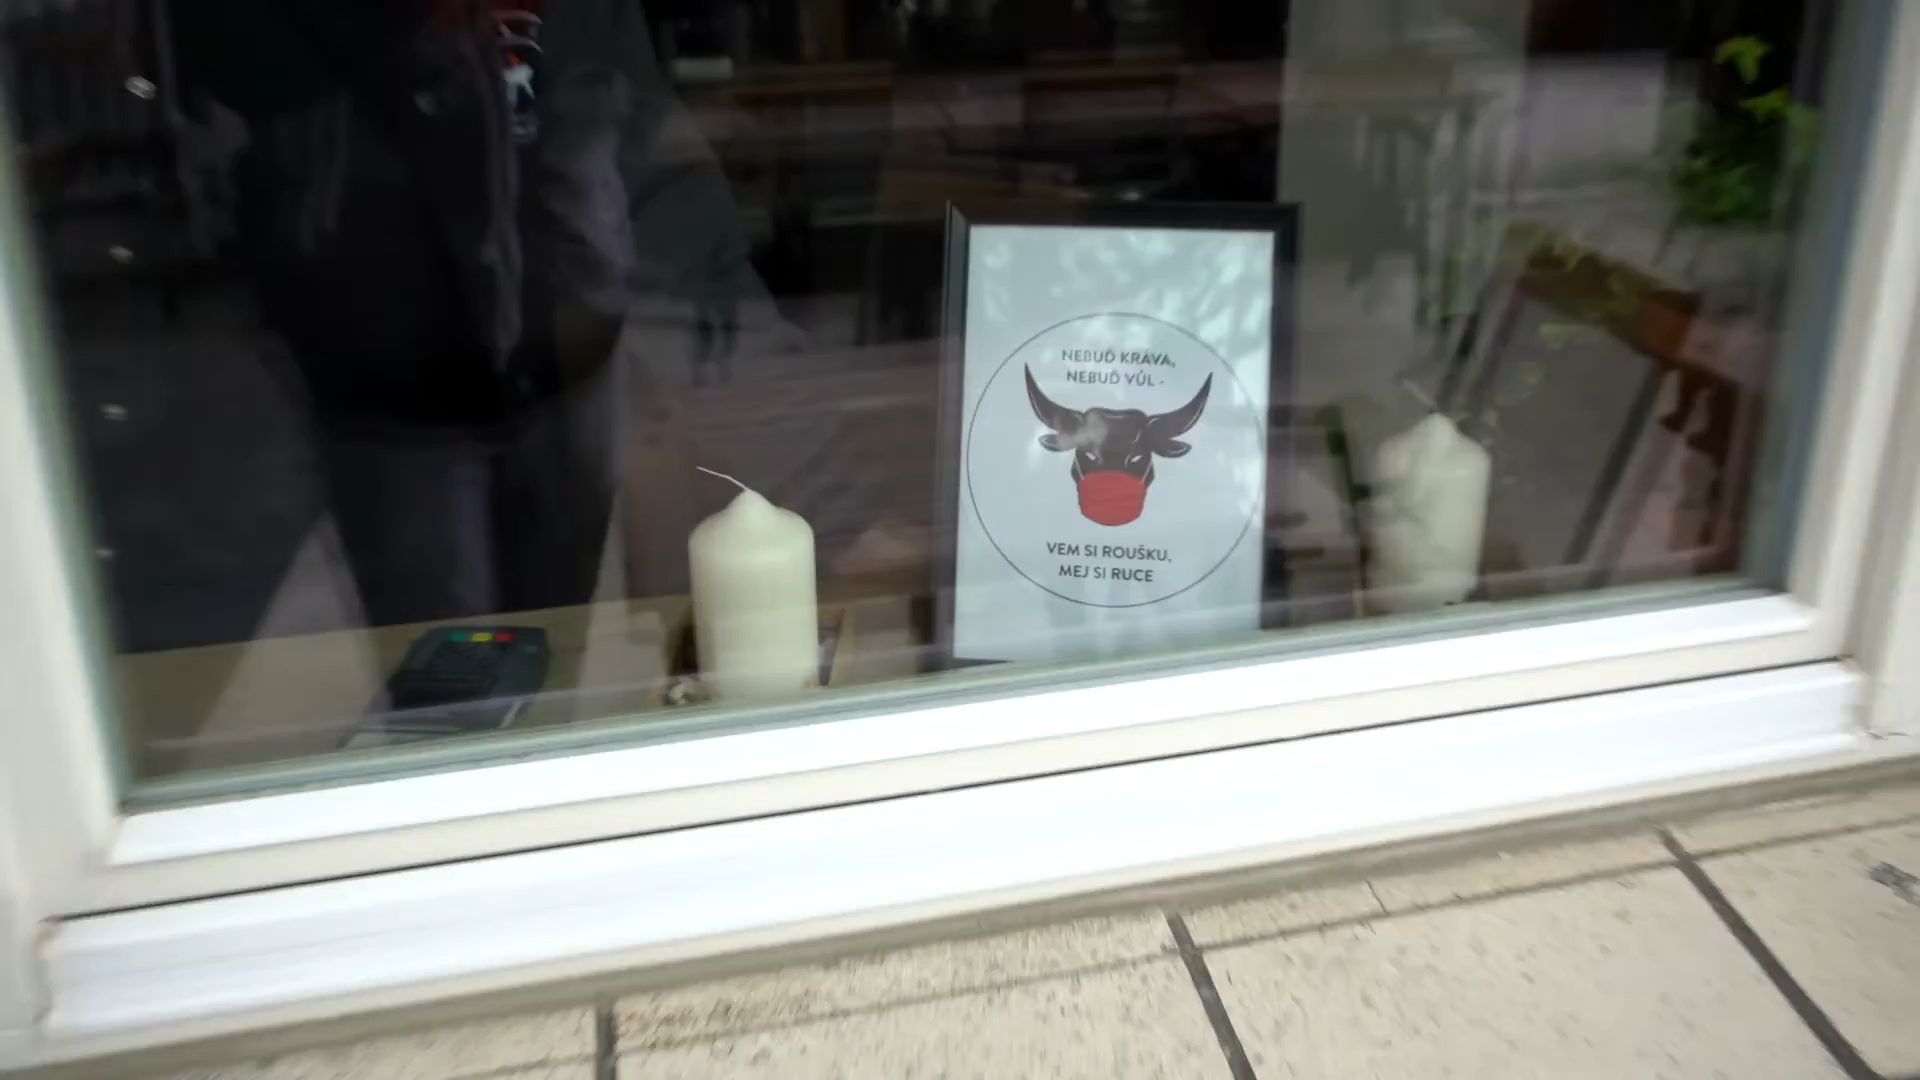 NEBUĎ KRÁVA,
NEBUĎ VŮL -
VEM SI ROUŠKU,
MEJ SI RUCE